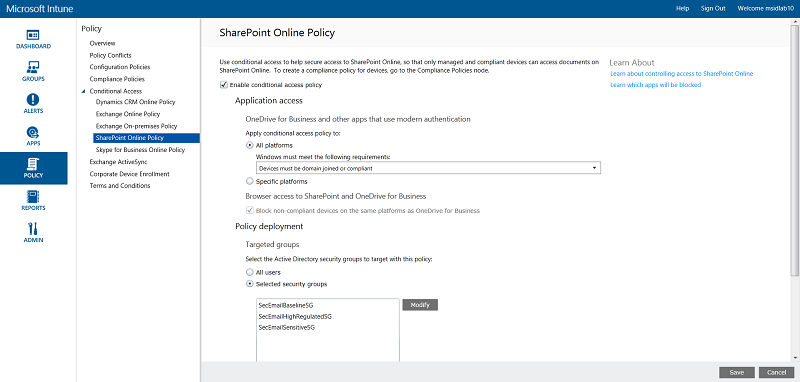 Microsoft Intune
Help Sign Out Welcome msidlab10
DASHBOARD
GROUPS
ALERTS
APPS
POLICY
REPORTS
ADMIN
Policy
Overview
Policy Conflicts
Configuration Policies
Compliance Policies
Conditional Access
Dynamics CRM Online Policy
Exchange Online Policy
Exchange On-premises Policy
SharePoint Online Policy
Skype for Business Online Policy
Exchange ActiveSync
Corporate Device Enrollment
Terms and Conditions
SharePoint Online Policy
Use conditional access to help secure access to SharePoint Online, so that only managed and compliant devices can access documents on
SharePoint Online. To create a compliance policy for devices, go to the Compliance Policies node.
Enable conditional access policy
Application access
OneDrive for Business and other apps that use modern authentication
Apply conditional access policy to:
All platforms
Windows must meet the following requirements:
Devices must be domain joined or compliant
Specific platforms
Browser access to SharePoint and OneDrive for Business
Block non-compliant devices on the same platforms as OneDrive for Business
Policy deployment
Targeted groups
Select the Active Directory security groups to target with this policy:
All users
Selected security groups
SecEmailBaselineSG
SecEmailHighRegulatedSG
SecEmailSensitiveSG
Modify
Learn About
Learn about controlling access to SharePoint Online
Learn which apps will be blocked
Save Cancel